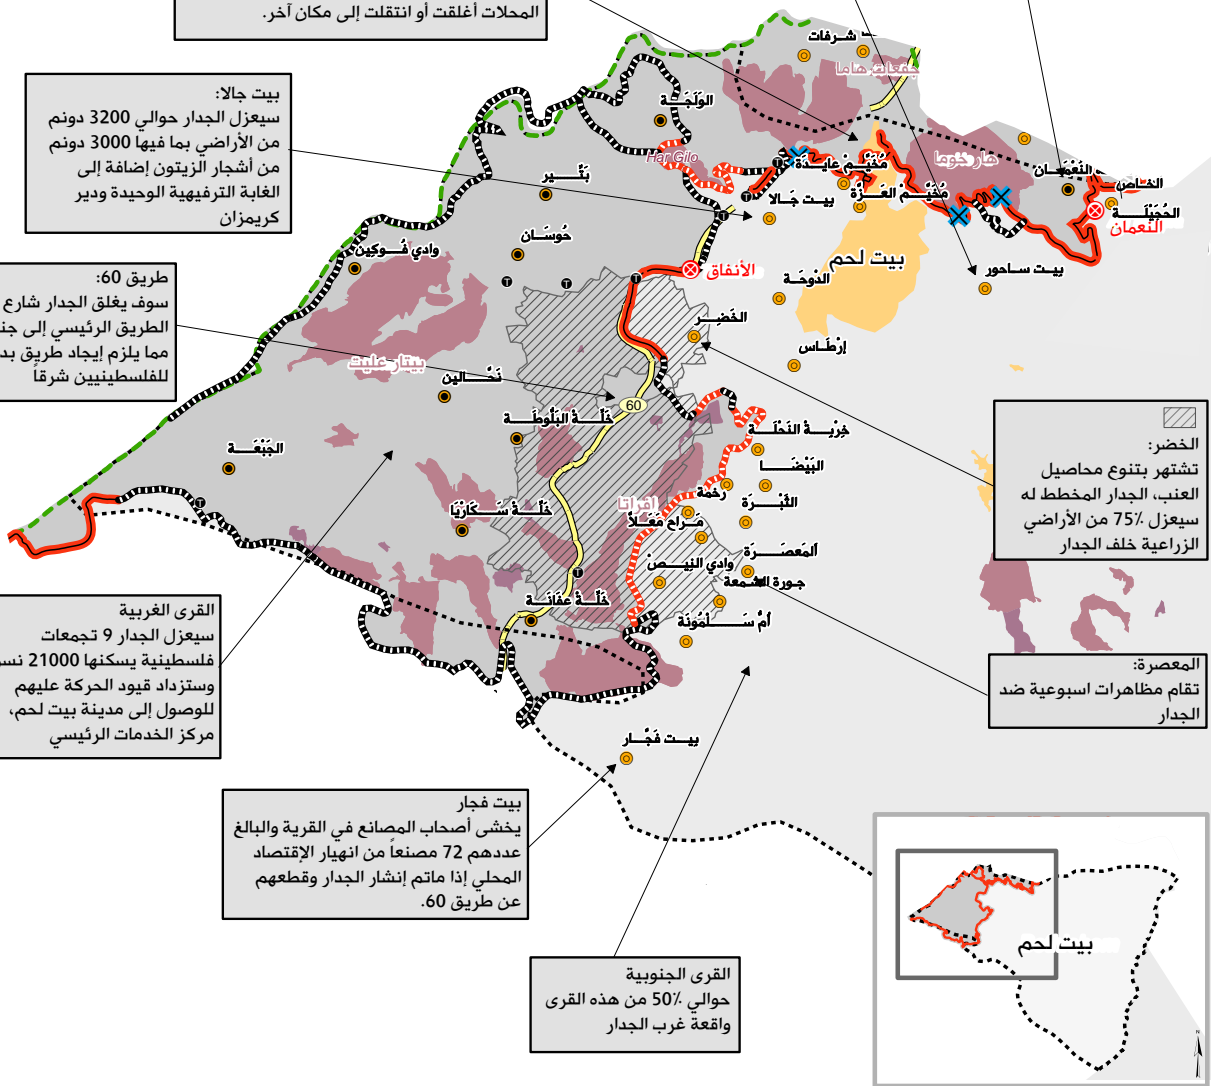 المحلات أغلقت أو انتقلت إلى مكان آخر.
شرفات
جفعات هاما
بيت جالا:
سيعزل الجدار حوالي 3200 دونم
من الأراضي بما فيها 3000 دونم
من أشجار الزيتون إضافة إلى
الغابة الترفيهية الوحيدة ودير
كريمزان
الولجة
Har Gilo
مخيم عايدة
مخيم العزة
هار خوما
النعمان
الخاص
الحجيلة
النعمان
بتير
بيت جالا
حوسان
وادي فوكين
الأنفاق
بيت لحم
بيت ساحور
الدوحة
طريق 60:
سوف يغلق الجدار شارع
الطريق الرئيسي إلى
مما يلزم إيجاد طريق
للفلسطينيين شرقاً
الخضر
إرطاس
بيتار عليت
نحالين
60
خلة البلوطة
الجبعة
خربة النحلة
البيضا
رخمة
الثبرة
افراتا
مراح معلا
خلة سكاريا
المعصرة
وادي النيص
جورة الشمعة
خلة عفانة
أم سلمونة
الخضر:
تشتهر بتنوع محاصيل
العنب، الجدار المخطط له
سيعزل 75٪ من الأراضي
الزراعية خلف الجدار
القرى الغربية
سيعزل الجدار 9 تجمعات
فلسطينية يسكنها 21000
وستزداد قيود الحركة عليهم
للوصول إلى مدينة بيت لحم،
مركز الخدمات الرئيسي
المعصرة:
تقام مظاهرات اسبوعية ضد
الجدار
بيت فجار
بيت فجار
يخشى أصحاب المصانع في القرية والبالغ
عددهم 72 مصنعاً من انهيار الإقتصاد
المحلي إذا ماتم إنشار الجدار وقطعهم
عن طريق 60.
القرى الجنوبية
حوالي 50٪ من هذه القرى
واقعة غرب الجدار
بيت لحم
N